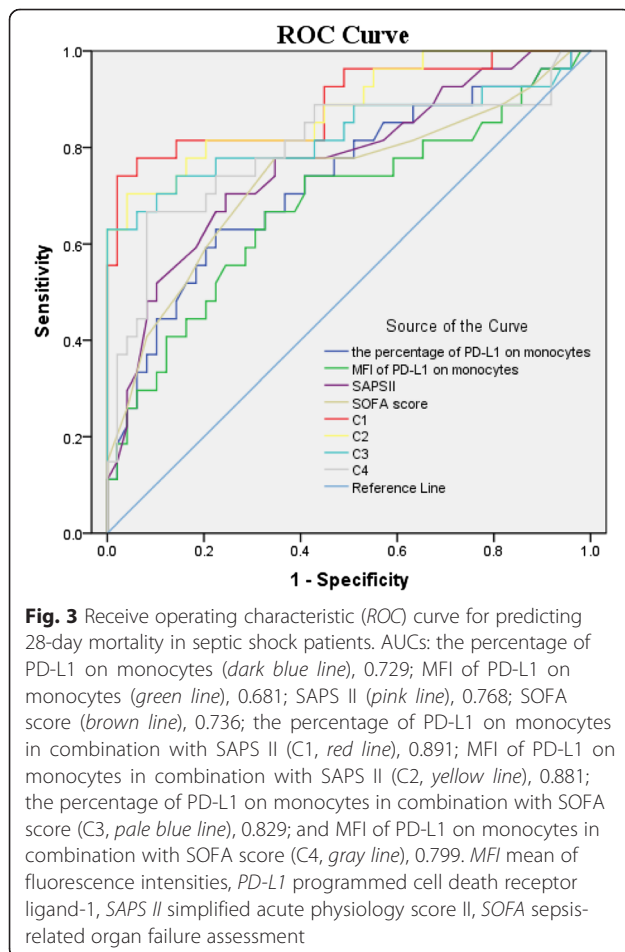 ROC Curve
1.0
0.8
0.6
0.4
0.2
0.0
Sensitivity
Source of the Curve
the percentage of PD-L1 on monocytes
MFI of PD-L1 on monocytes
SAPSII
SOFA score
C1
C2
C3
C4
Reference Line
0.0 0.2 0.4 0.6 0.8 1.0
1 - Specificity
Fig. 3 Receive operating characteristic (ROC) curve for predicting
28-day mortality in septic shock patients. AUCs: the percentage of
PD-L1 on monocytes (dark blue line), 0.729; MFI of PD-L1 on
monocytes (green line), 0.681; SAPS II (pink line), 0.768; SOFA
score (brown line), 0.736; the percentage of PD-L1 on monocytes
in combination with SAPS II (C1, red line), 0.891; MFI of PD-L1 on
monocytes in combination with SAPS II (C2, yellow line), 0.881;
the percentage of PD-L1 on monocytes in combination with SOFA
score (C3, pale blue line), 0.829; and MFI of PD-L1 on monocytes in
combination with SOFA score (C4, gray line), 0.799. MFI mean of
fluorescence intensities, PD-L1 programmed cell death receptor
ligand-1, SAPS II simplified acute physiology score II, SOFA sepsis-
related organ failure assessment